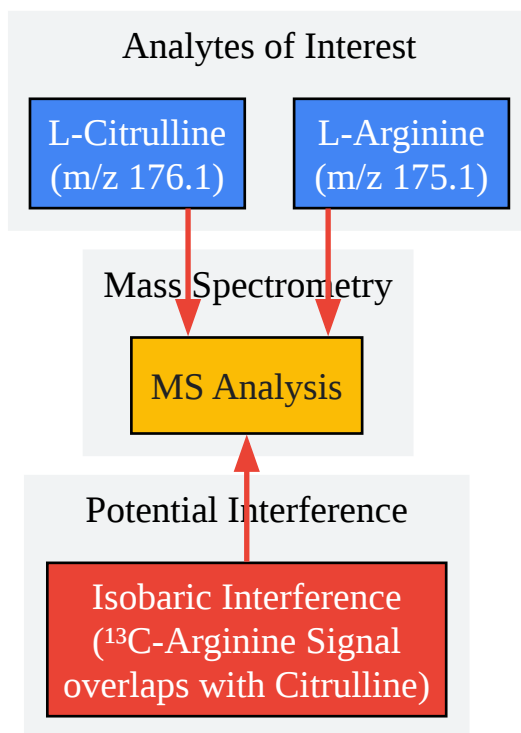 Analytes of Interest
L-Citrulline
(m/z 176.1)
L-Arginine
(m/z 175.1)
Mass Spectrometry
MS Analysis
Potential Interference
Isobaric Interference
(¹³C-Arginine Signal
overlaps with Citrulline)